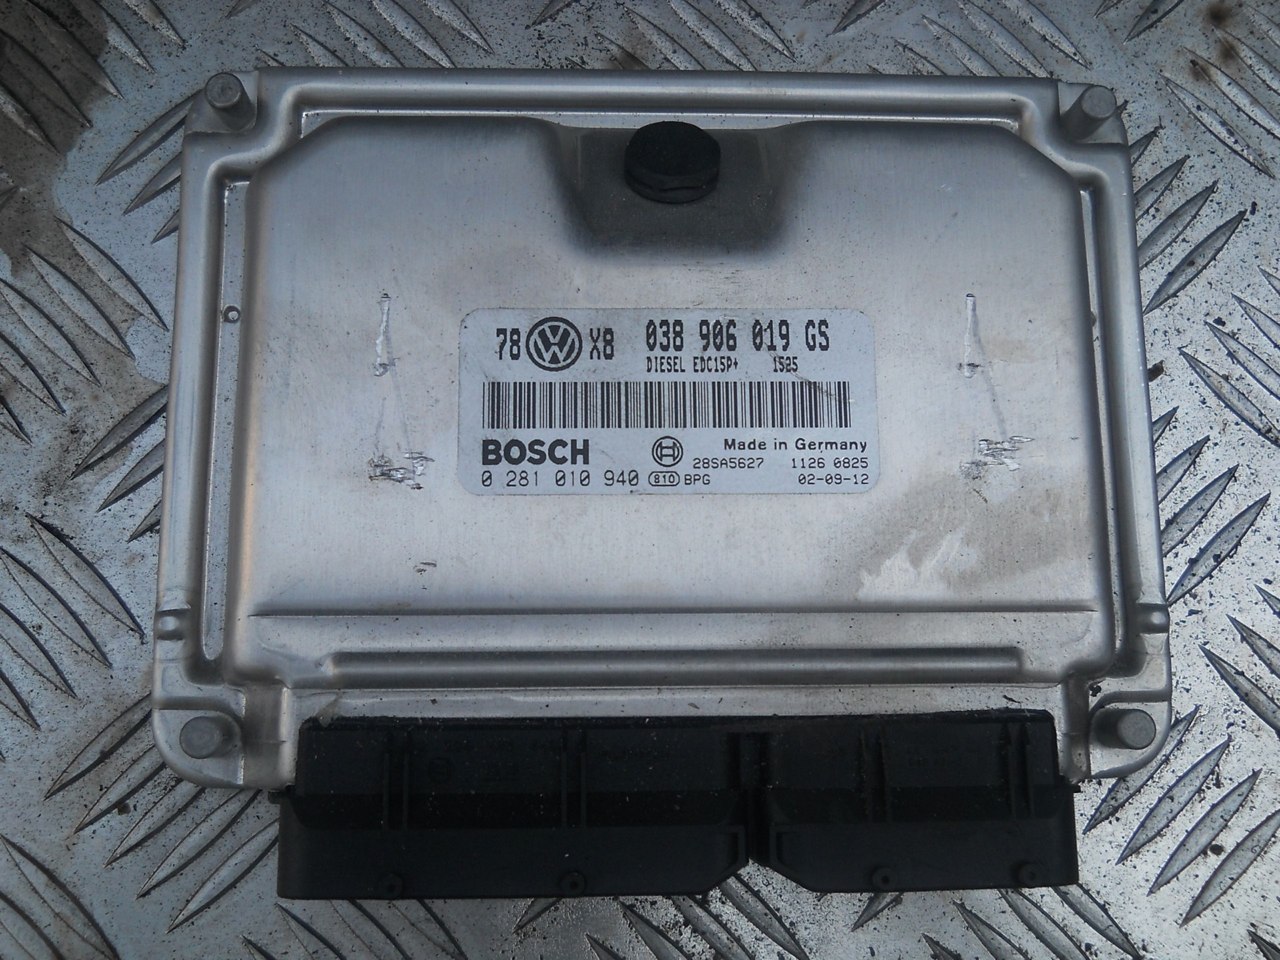 78 VW X8 038 906 019 GS
DIESEL EDC15P+ 1525
BOSCH Made in Germany
28SA5627 1126 0825
0 281 010 940 810 BPG 02-09-12